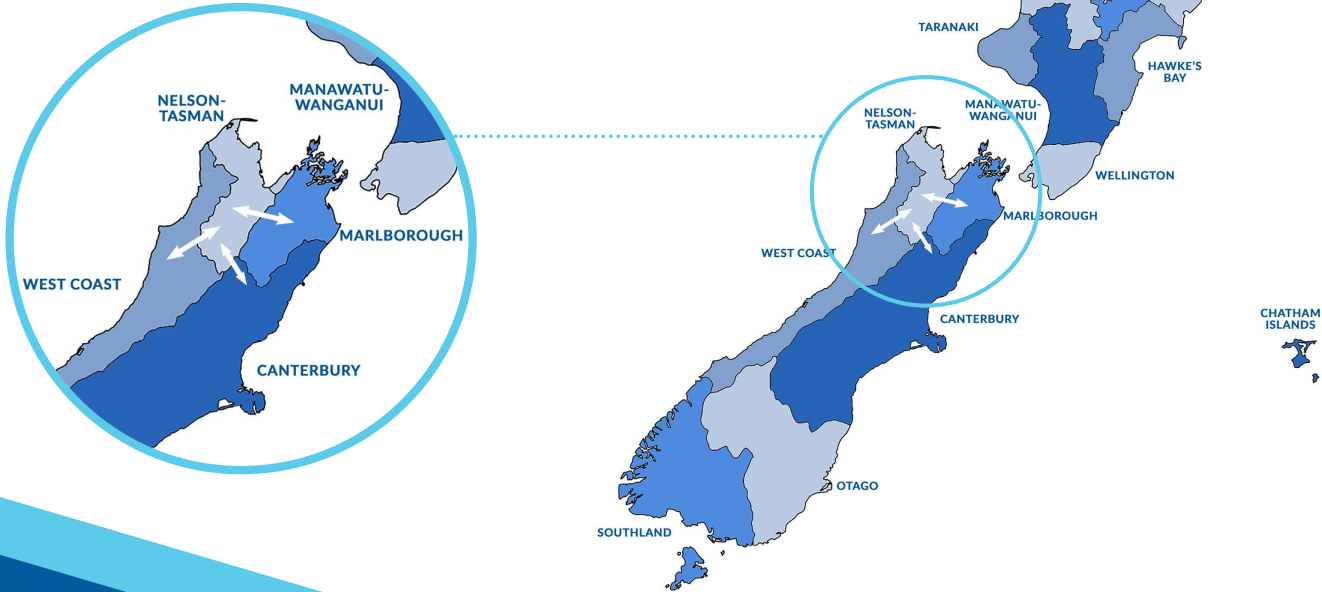 NELSON-
TASMAN
MANAWATU-
WANGANUI
MARLBOROUGH
WEST COAST
CANTERBURY
TARANAKI
HAWKE'S
BAY
NELSON-
TASMAN
MANAWATU-
WANGANUI
WELLINGTON
MARLBOROUGH
WEST COAST
CANTERBURY
CHATHAM
ISLANDS
OTAGO
SOUTHLAND